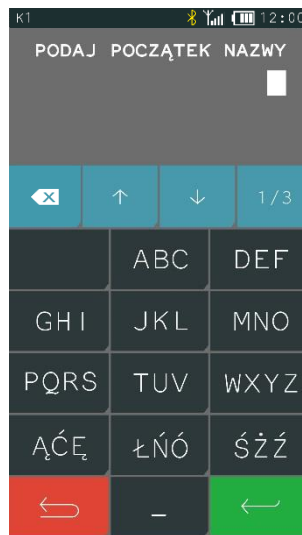 K1 12:00
PODAJ POCZĄTEK NAZWY
1/3
ABC DEF
GHI JKL MNO
PQRS TUV WXYZ
ĄĆĘ ŁŃÓ ŚŻŹ
_